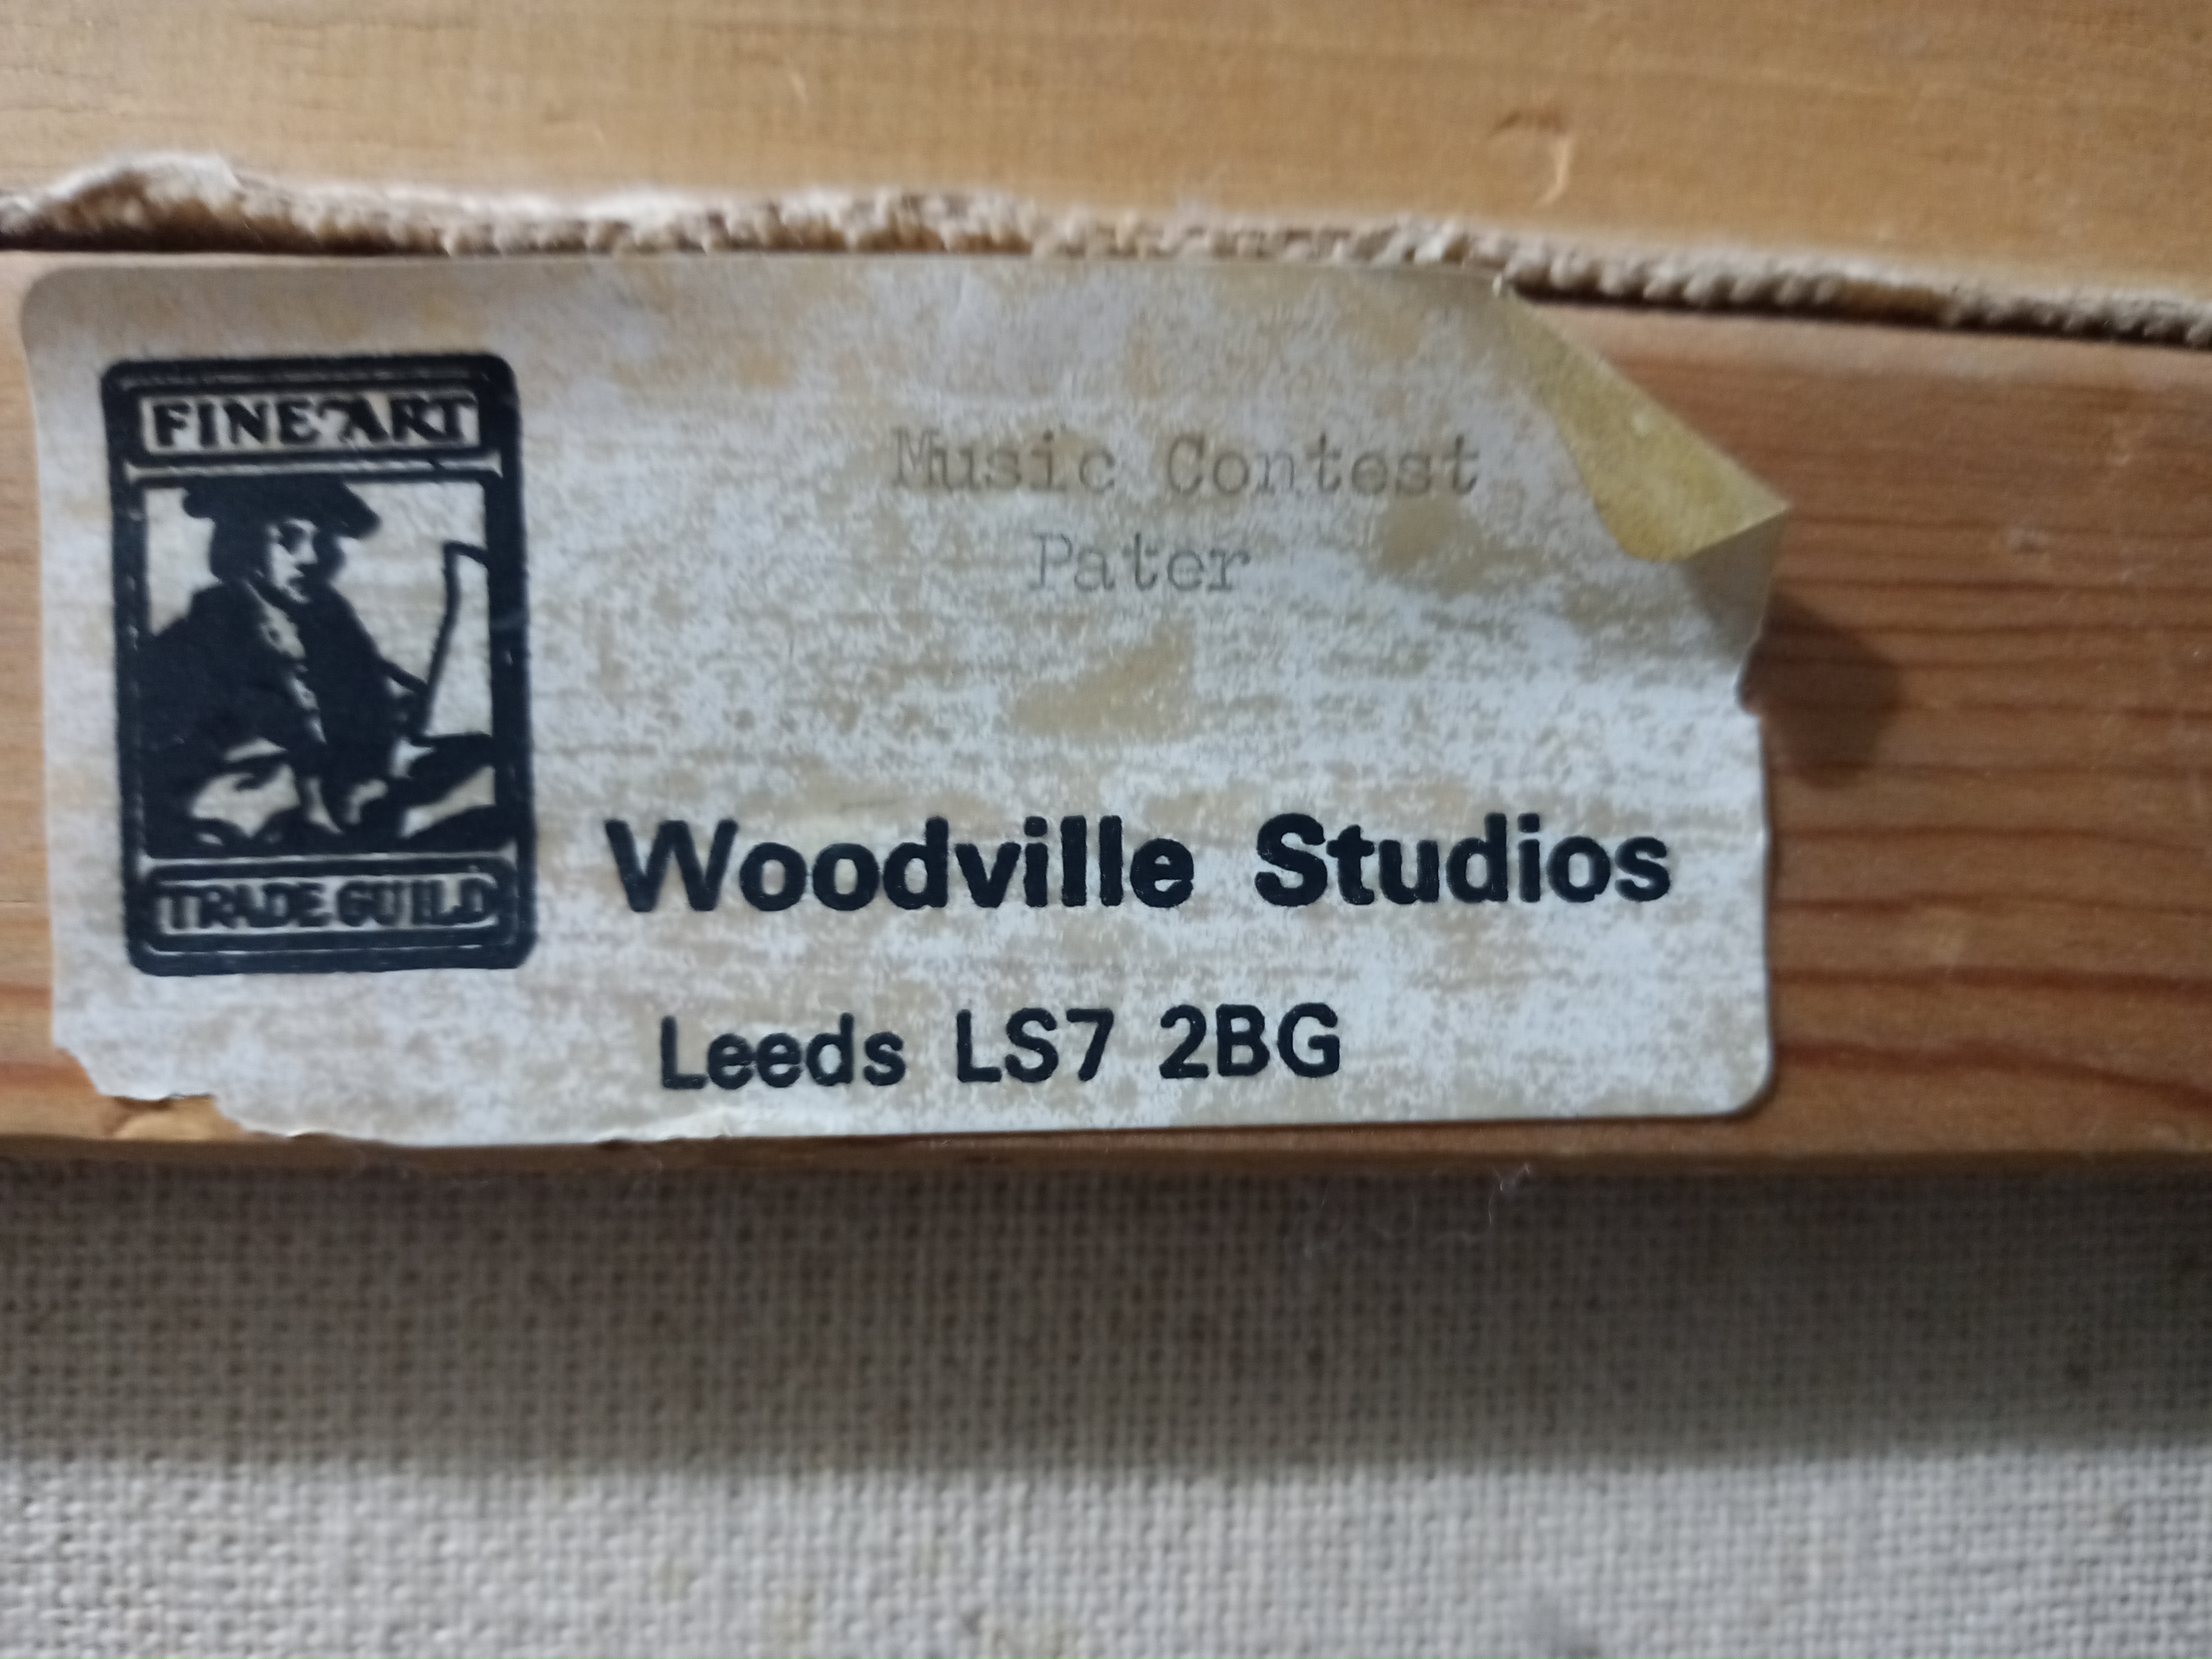 FINE ART
TRADE GUILD
Music Contest
Pater
Woodville Studios
Leeds LS7 2BG